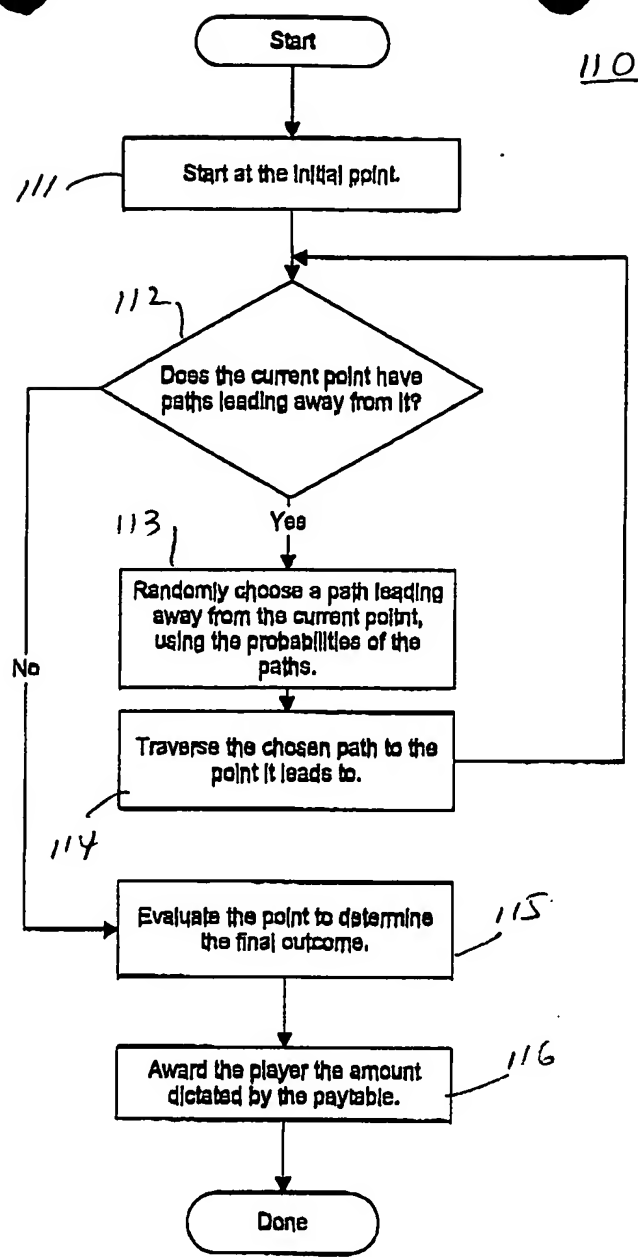 Start
110
111
Start at the initial point.
112
Does the current point have
paths leading away from it?
Yes
113
Randomly choose a path leading
away from the current point,
using the probabilities of the
paths.
No
Traverse the chosen path to the
point it leads to.
114
Evaluate the point to determine
the final outcome.
115
Award the player the amount
dictated by the paytable.
116
Done